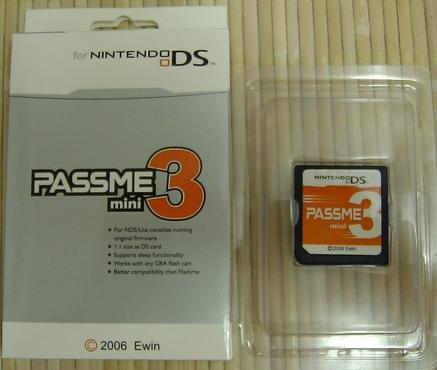 for NINTENDO DS™
PASSME 3
mini
• For NDS/Lite consoles running
original firmware
• 1:1 size as DS card
• Supports sleep functionality
• Works with any GBA flash cart
• Better compatibility than Flashme
© 2006 Ewin
NINTENDO DS
PASSME 3
mini
© 2006 Ewin